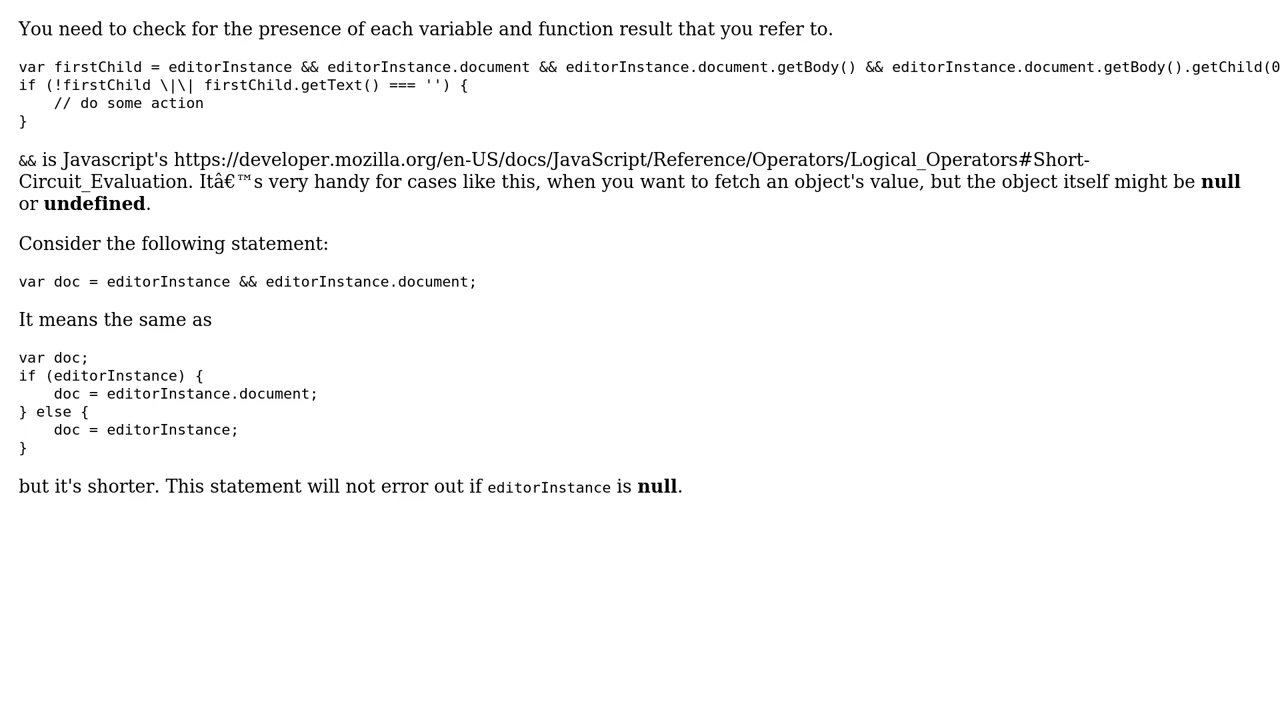 You need to check for the presence of each variable and function result that you refer to.
var firstChild = editorInstance && editorInstance.document && editorInstance.document.getBody() && editorInstance.document.getBody().getChild(0
if (!firstChild \|\| firstChild.getText() === '') {
    // do some action
}
&& is Javascript's https://developer.mozilla.org/en-US/docs/JavaScript/Reference/Operators/Logical_Operators#Short-
Circuit_Evaluation. Itâ€™s very handy for cases like this, when you want to fetch an object's value, but the object itself might be null
or undefined.
Consider the following statement:
var doc = editorInstance && editorInstance.document;
It means the same as
var doc;
if (editorInstance) {
    doc = editorInstance.document;
} else {
    doc = editorInstance;
}
but it's shorter. This statement will not error out if editorInstance is null.